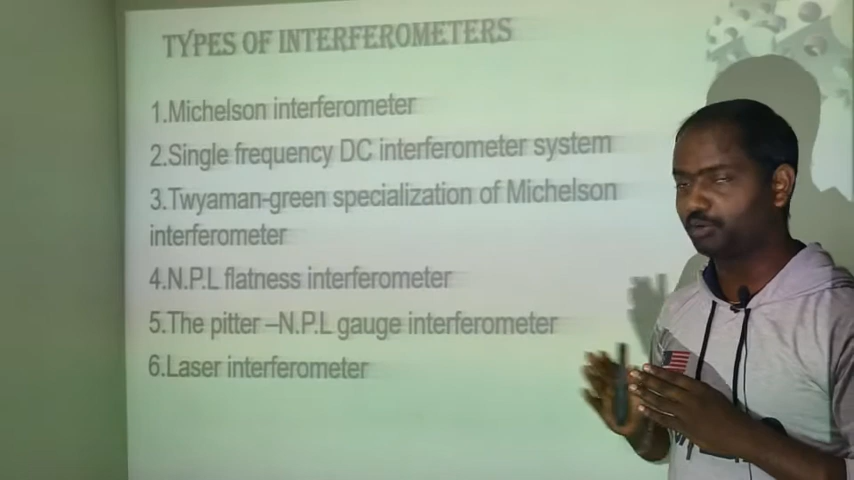 TYPES OF INTERFEROMETERS
1.Michelson interferometer
2.Single frequency DC interferometer system
3.Twyaman-green specialization of Michelson
interferometer
4.N.P.L flatness interferometer
5.The pitter –N.P.L gauge interferometer
6.Laser interferometer